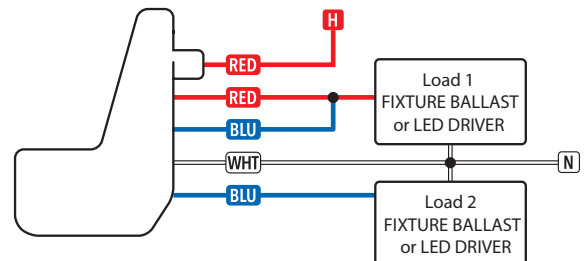 H
RED
RED
BLU
WHT
BLU
Load 1
FIXTURE BALLAST
or LED DRIVER
N
Load 2
FIXTURE BALLAST
or LED DRIVER